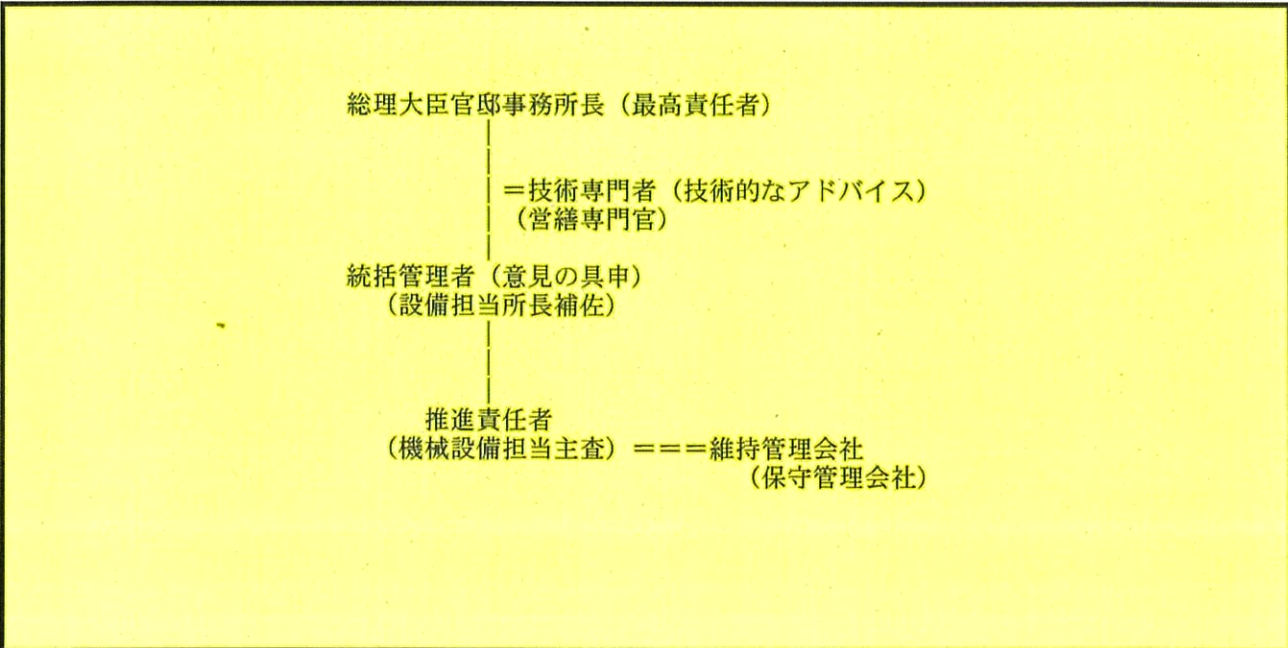 総理大臣官邸事務所長（最高責任者）
＝技術専門者（技術的なアドバイス）
（営繕専門官）
統括管理者（意見の具申）
（設備担当所長補佐）
推進責任者
（機械設備担当主査）＝＝＝維持管理会社
（保守管理会社）